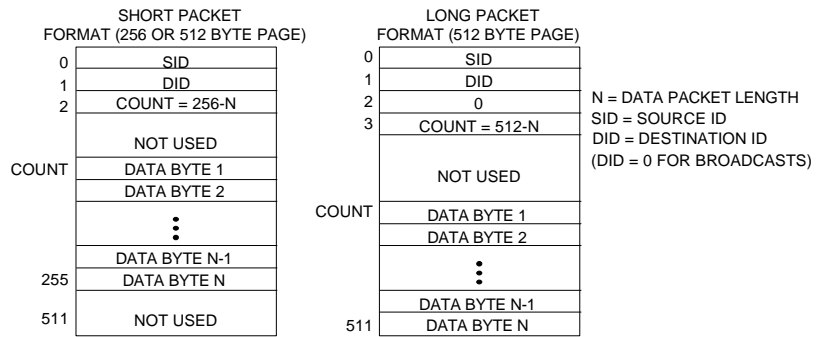 SHORT PACKET
FORMAT (256 OR 512 BYTE PAGE)
0 SID
1 DID
2 COUNT = 256-N
NOT USED
COUNT DATA BYTE 1
DATA BYTE 2
DATA BYTE N-1
255 DATA BYTE N
511 NOT USED
LONG PACKET
FORMAT (512 BYTE PAGE)
0 SID
1 DID
2 0
3 COUNT = 512-N
NOT USED
COUNT DATA BYTE 1
DATA BYTE 2
DATA BYTE N-1
511 DATA BYTE N
N = DATA PACKET LENGTH
SID = SOURCE ID
DID = DESTINATION ID
(DID = 0 FOR BROADCASTS)